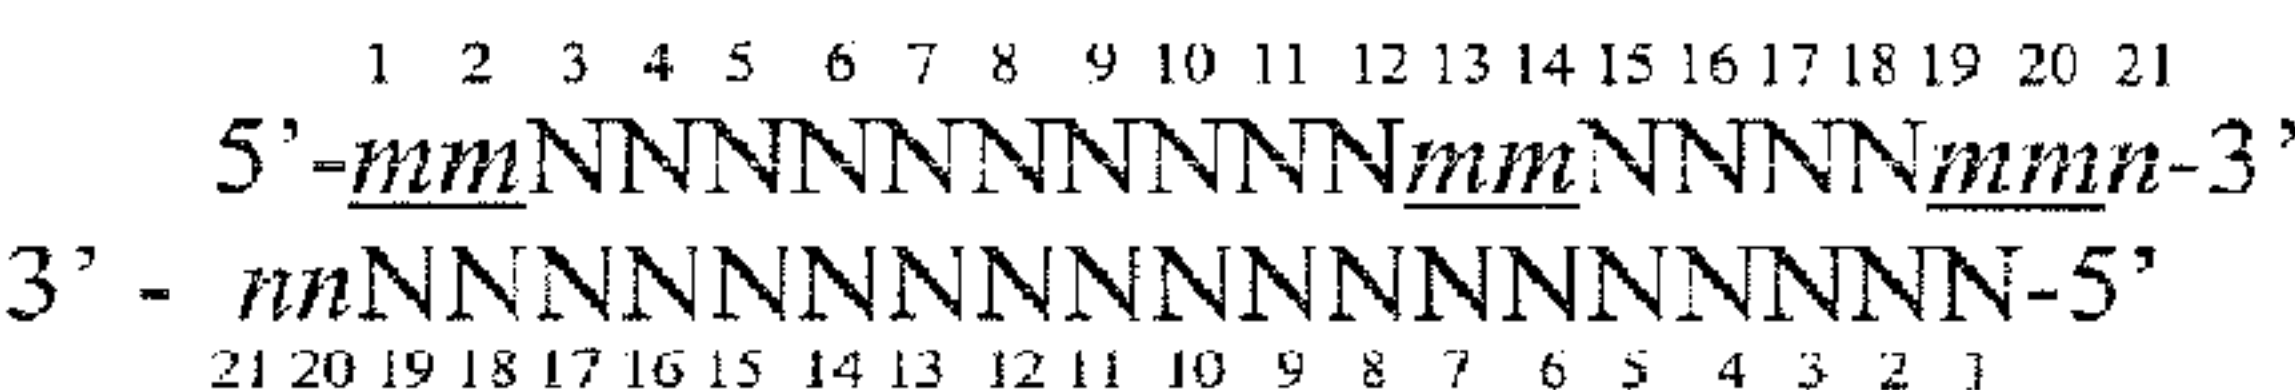 1 2 3 4 5 6 7 8 9 10 11 12 13 14 15 16 17 18 19 20 21
5’-mmNNNNNNNNNNmmNNNNmmn-3’
3’ - nnNNNNNNNNNNNNNNNNNNN-5’
21 20 19 18 17 16 15 14 13 12 11 10 9 8 7 6 5 4 3 2 1